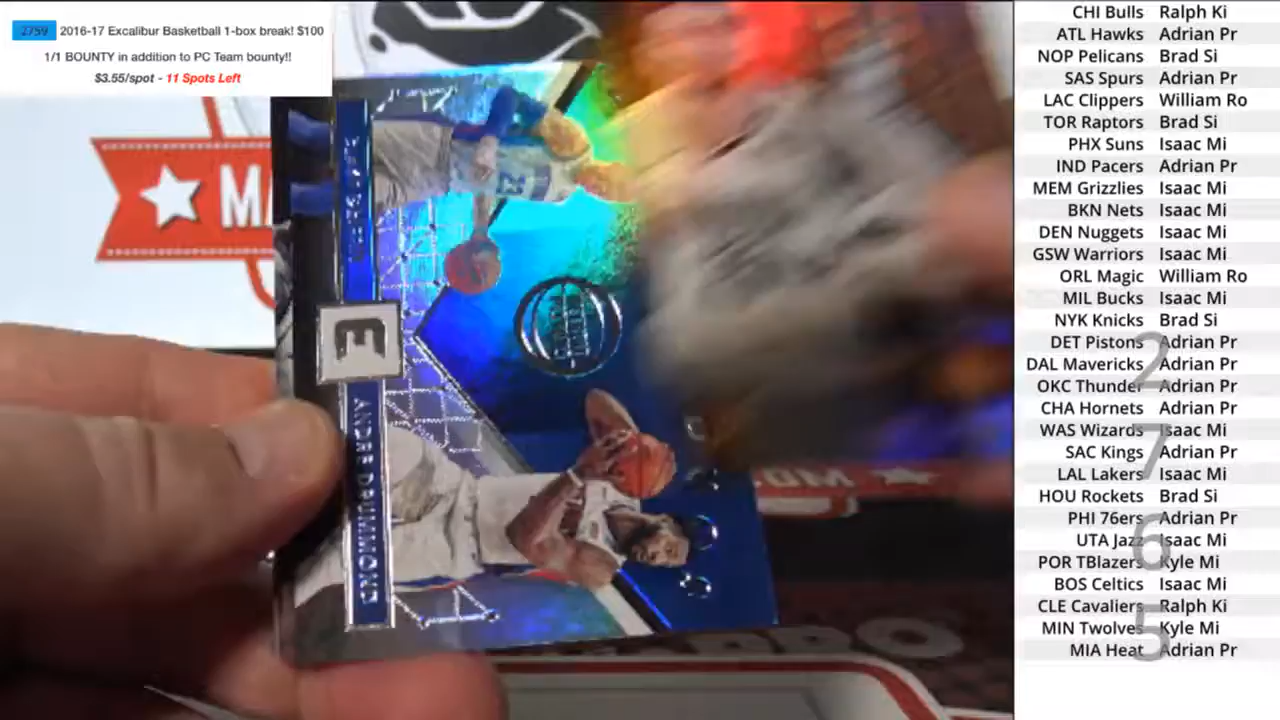 2759 2016-17 Excalibur Basketball 1-box break! $100
1/1 BOUNTY in addition to PC Team bounty!!
$3.55/spot - 11 Spots Left
MA
E
ANDRE DRUMMOND
23
.COM
CHI Bulls Ralph Ki
ATL Hawks Adrian Pr
NOP Pelicans Brad Si
SAS Spurs Adrian Pr
LAC Clippers William Ro
TOR Raptors Brad Si
PHX Suns Isaac Mi
IND Pacers Adrian Pr
MEM Grizzlies Isaac Mi
BKN Nets Isaac Mi
DEN Nuggets Isaac Mi
GSW Warriors Isaac Mi
ORL Magic William Ro
MIL Bucks Isaac Mi
NYK Knicks Brad Si
DET Pistons Adrian Pr
DAL Mavericks Adrian Pr
OKC Thunder Adrian Pr
CHA Hornets Adrian Pr
WAS Wizards Isaac Mi
SAC Kings Adrian Pr
LAL Lakers Isaac Mi
HOU Rockets Brad Si
PHI 76ers Adrian Pr
UTA Jazz Isaac Mi
POR TBlazers Kyle Mi
BOS Celtics Isaac Mi
CLE Cavaliers Ralph Ki
MIN Twolves Kyle Mi
MIA Heat Adrian Pr
2
7
6
5